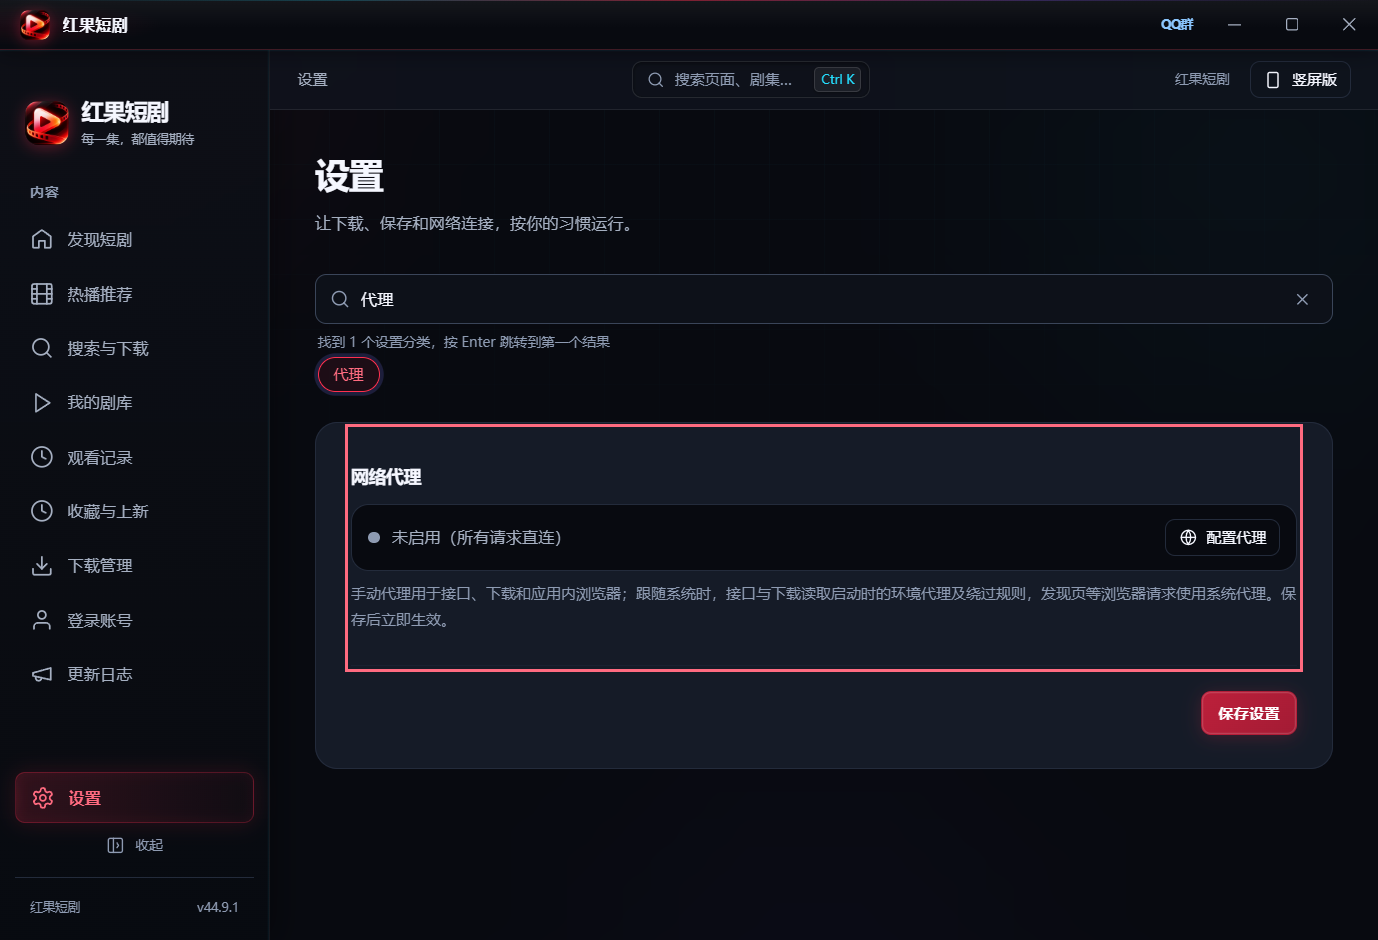 红果短剧
QQ群
设置
搜索页面、剧集...
Ctrl K
红果短剧
竖屏版
红果短剧
每一集，都值得期待
内容
发现短剧
热播推荐
搜索与下载
我的剧库
观看记录
收藏与上新
下载管理
登录账号
更新日志
设置
收起
红果短剧
v44.9.1
设置
让下载、保存和网络连接，按你的习惯运行。
代理
找到 1 个设置分类，按 Enter 跳转到第一个结果
代理
网络代理
未启用（所有请求直连）
配置代理
手动代理用于接口、下载和应用内浏览器；跟随系统时，接口与下载读取启动时的环境代理及绕过规则，发现页等浏览器请求使用系统代理。保
存后立即生效。
保存设置